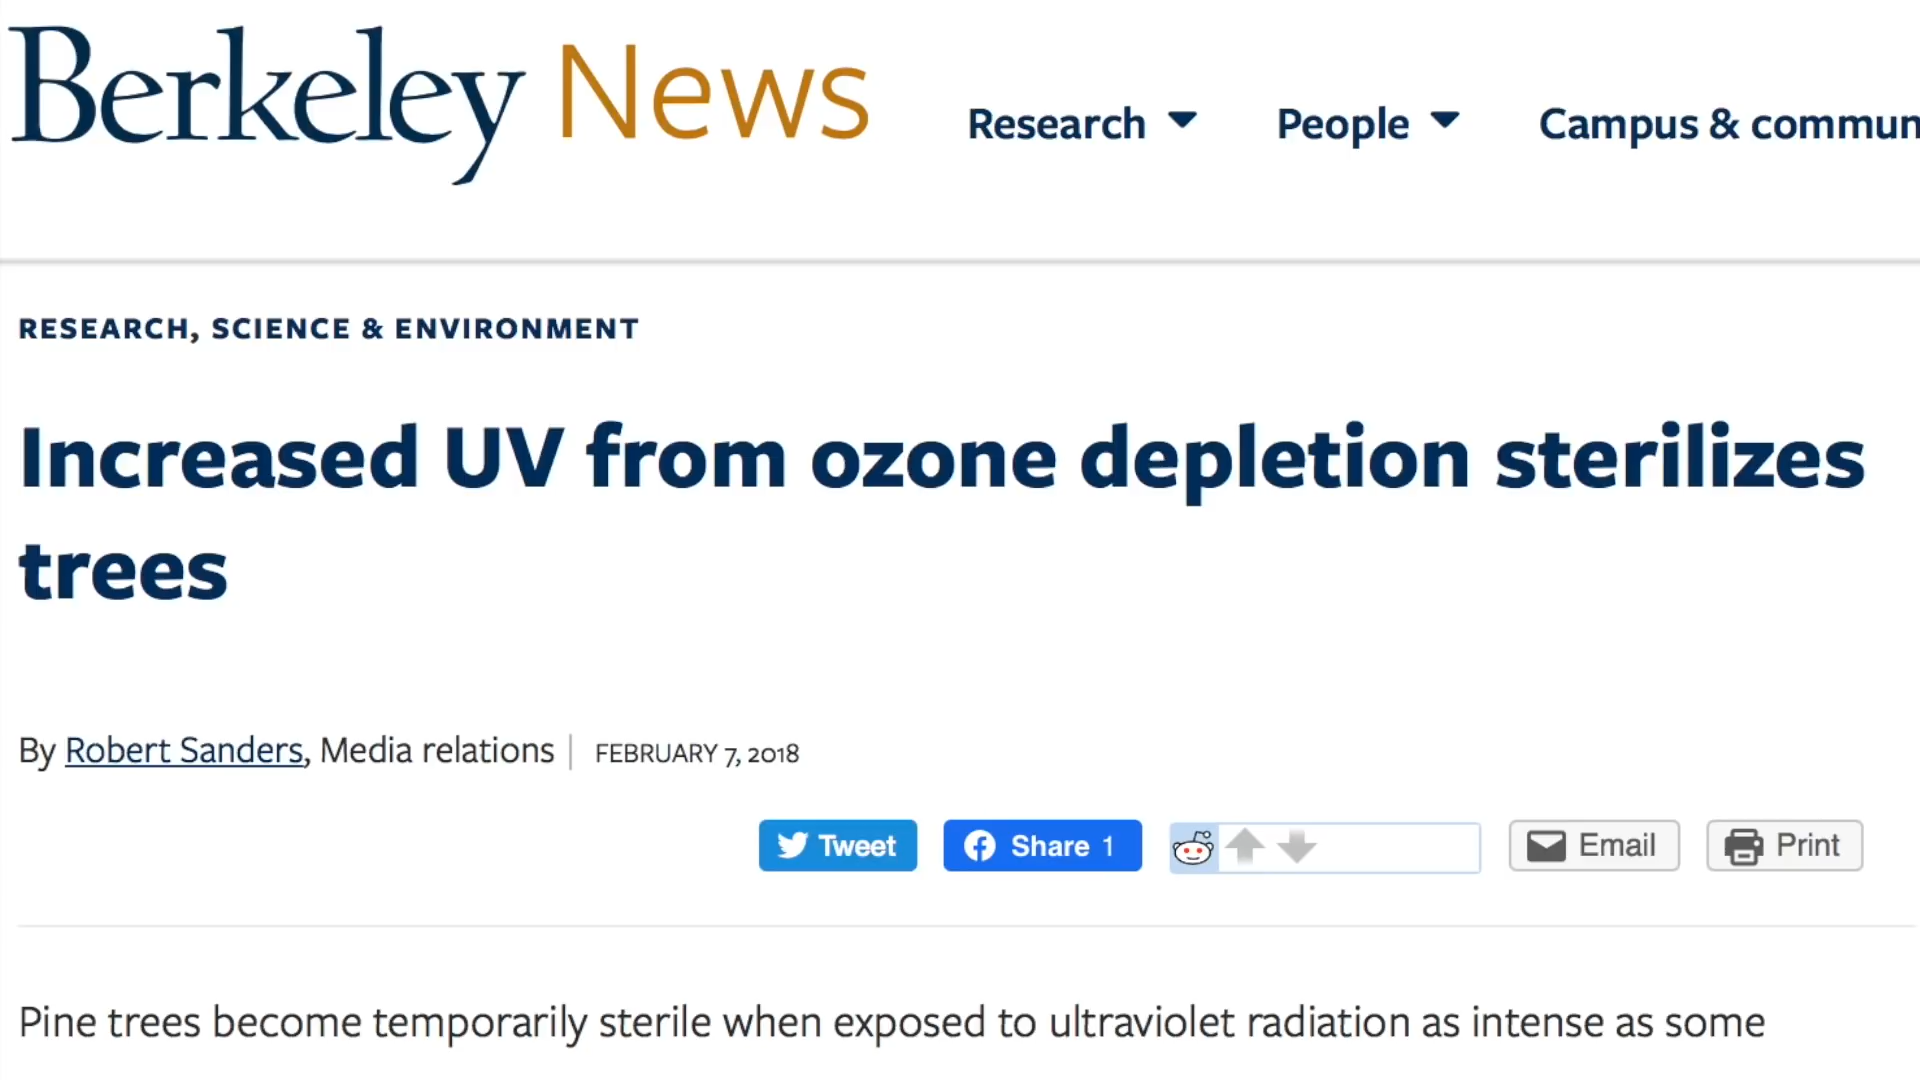 Berkeley News
Research People Campus & commun
RESEARCH, SCIENCE & ENVIRONMENT
Increased UV from ozone depletion sterilizes
trees
By Robert Sanders, Media relations | FEBRUARY 7, 2018
Tweet Share 1 Email Print
Pine trees become temporarily sterile when exposed to ultraviolet radiation as intense as some